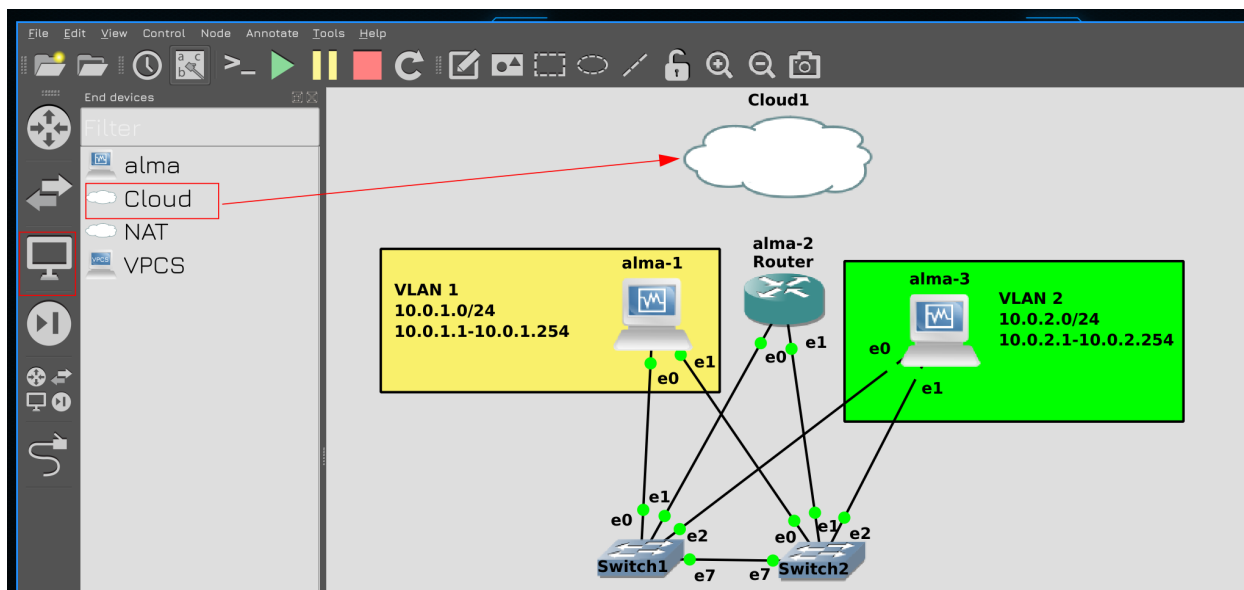 File Edit View Control Node Annotate Tools Help
a c
b
>_
End devices
Filter
alma
Cloud
NAT
VPCS
VPCS
Cloud1
VLAN 1
10.0.1.0/24
10.0.1.1-10.0.1.254
alma-1
e0
e1
alma-2
Router
e0
e1
alma-3
VLAN 2
10.0.2.0/24
10.0.2.1-10.0.2.254
e0
e1
e0
e1
e2
Switch1
e7
e0
e1
e2
e7
Switch2